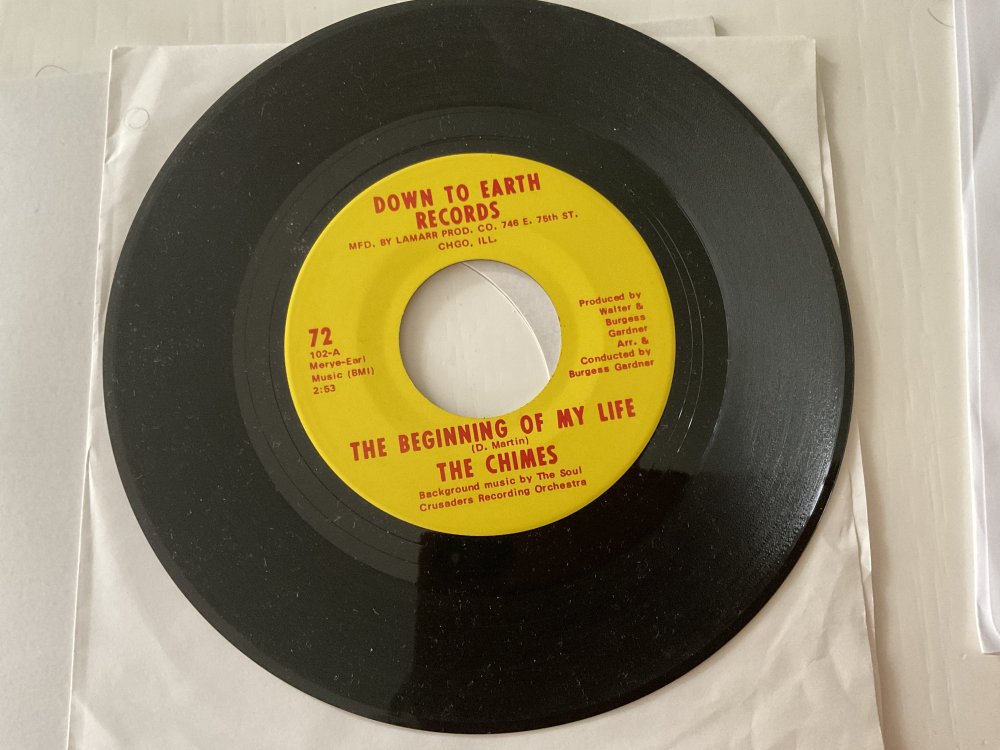 DOWN TO EARTH
RECORDS
MFD. BY LAMARR PROD. CO. 746 E. 75th ST.
CHGO, ILL.
72
102-A
Merye-Earl
Music (BMI)
2:53
Produced by
Walter &
Burgess
Gardner
Arr. &
Conducted by
Burgess Gardner
THE BEGINNING OF MY LIFE
(D. Martin)
THE CHIMES
Background music by The Soul
Crusaders Recording Orchestra